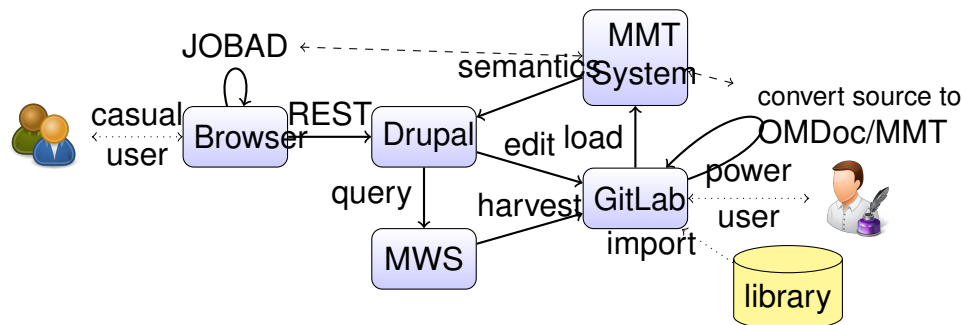 JOBAD
MMT
System
semantics
convert source to
OMDoc/MMT
casual
user
Browser
REST
Drupal
edit
load
power
user
query
harvest
GitLab
import
MWS
library